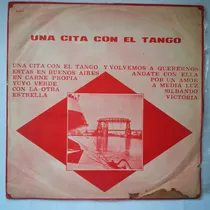 UNA CITA CON EL TANGO
UNA CITA CON EL TANGO
ESTAS EN BUENOS AIRES
EN CARNE PROPIA
YUYO VERDE
CON LA OTRA
ESTRELLA
Y VOLVEMOS A QUERERNOS
ANDATE CON ELLA
POR UN AMOR
A MEDIA LUZ
SILBANDO
VICTORIA